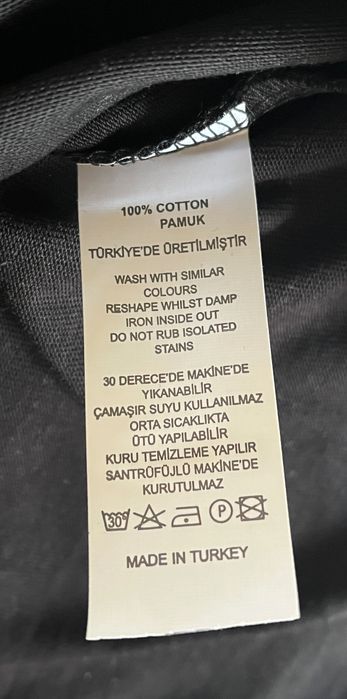 100% COTTON
PAMUK
TÜRKİYE'DE ÜRETİLMİŞTİR
WASH WITH SIMILAR
COLOURS
RESHAPE WHILST DAMP
IRON INSIDE OUT
DO NOT RUB ISOLATED
STAINS
30 DERECE'DE MAKİNE'DE
YIKANABİLİR
ÇAMAŞIR SUYU KULLANILMAZ
ORTA SICAKLIKTA
ÜTÜ YAPILABİLİR
KURU TEMİZLEME YAPILIR
SANTRÜFÜJLÜ MAKİNE'DE
KURUTULMAZ
30° P
MADE IN TURKEY